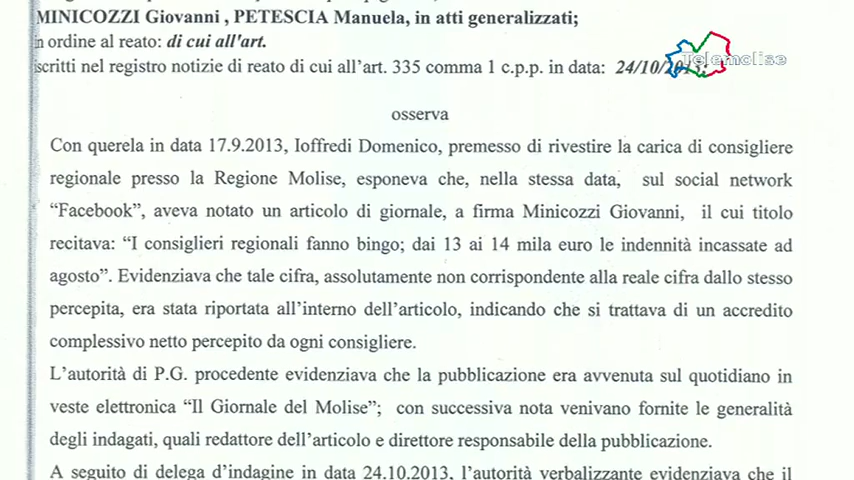 MINICOZZI Giovanni , PETESCIA Manuela, in atti generalizzati;
in ordine al reato: di cui all'art.
iscritti nel registro notizie di reato di cui all'art. 335 comma 1 c.p.p. in data: 24/10/2013;
Telemolise
osserva
Con querela in data 17.9.2013, Ioffredi Domenico, premesso di rivestire la carica di consigliere
regionale presso la Regione Molise, esponeva che, nella stessa data, sul social network
“Facebook”, aveva notato un articolo di giornale, a firma Minicozzi Giovanni, il cui titolo
recitava: “I consiglieri regionali fanno bingo; dai 13 ai 14 mila euro le indennità incassate ad
agosto”. Evidenziava che tale cifra, assolutamente non corrispondente alla reale cifra dallo stesso
percepita, era stata riportata all'interno dell'articolo, indicando che si trattava di un accredito
complessivo netto percepito da ogni consigliere.
L'autorità di P.G. procedente evidenziava che la pubblicazione era avvenuta sul quotidiano in
veste elettronica “Il Giornale del Molise”; con successiva nota venivano fornite le generalità
degli indagati, quali redattore dell'articolo e direttore responsabile della pubblicazione.
A seguito di delega d'indagine in data 24.10.2013, l'autorità verbalizzante evidenziava che il